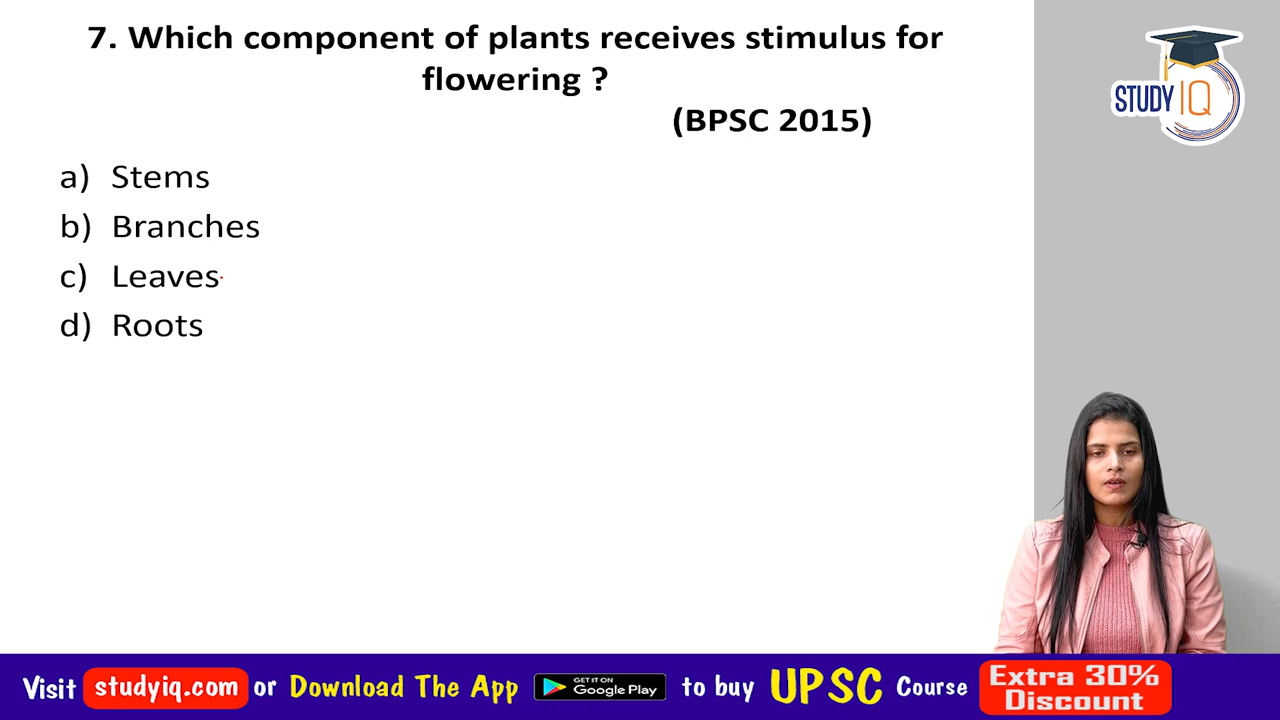 7. Which component of plants receives stimulus for
flowering ?
(BPSC 2015)
a) Stems
b) Branches
c) Leaves
d) Roots
STUDY IQ
Visit studyiq.com or Download The App GET IT ON Google Play to buy UPSC Course Extra 30% Discount